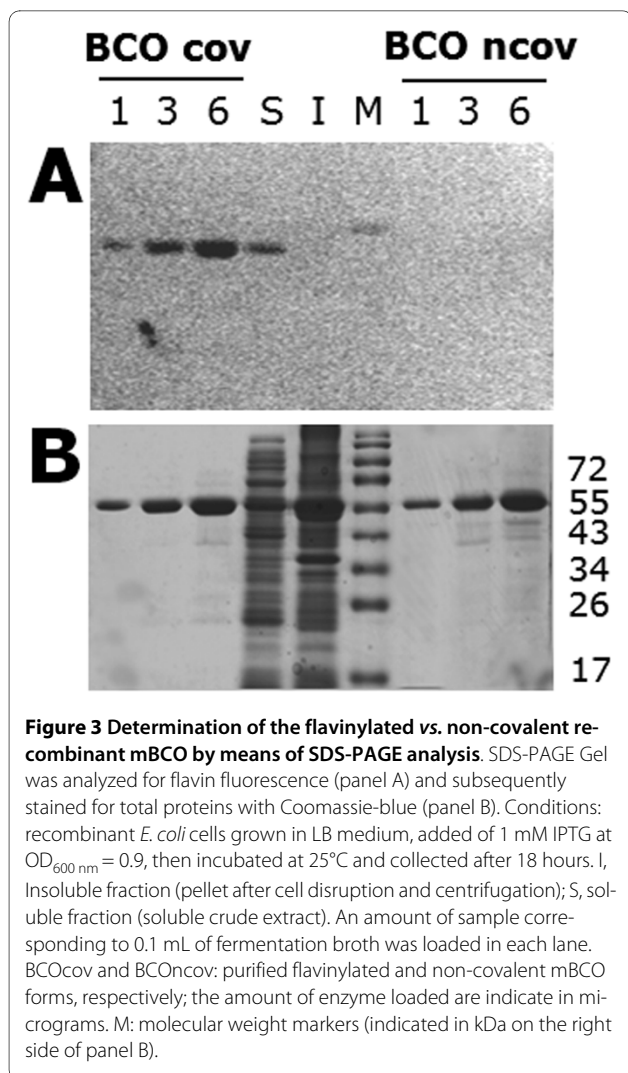 BCO cov BCO ncov
1 3 6 S I M 1 3 6
A
B
72
55
43
34
26
17
Figure 3 Determination of the flavinylated vs. non-covalent re-
combinant mBCO by means of SDS-PAGE analysis. SDS-PAGE Gel
was analyzed for flavin fluorescence (panel A) and subsequently
stained for total proteins with Coomassie-blue (panel B). Conditions:
recombinant E. coli cells grown in LB medium, added of 1 mM IPTG at
OD600 nm = 0.9, then incubated at 25°C and collected after 18 hours. I,
Insoluble fraction (pellet after cell disruption and centrifugation); S, sol-
uble fraction (soluble crude extract). An amount of sample corre-
sponding to 0.1 mL of fermentation broth was loaded in each lane.
BCOcov and BCOncov: purified flavinylated and non-covalent mBCO
forms, respectively; the amount of enzyme loaded are indicate in mi-
crograms. M: molecular weight markers (indicated in kDa on the right
side of panel B).